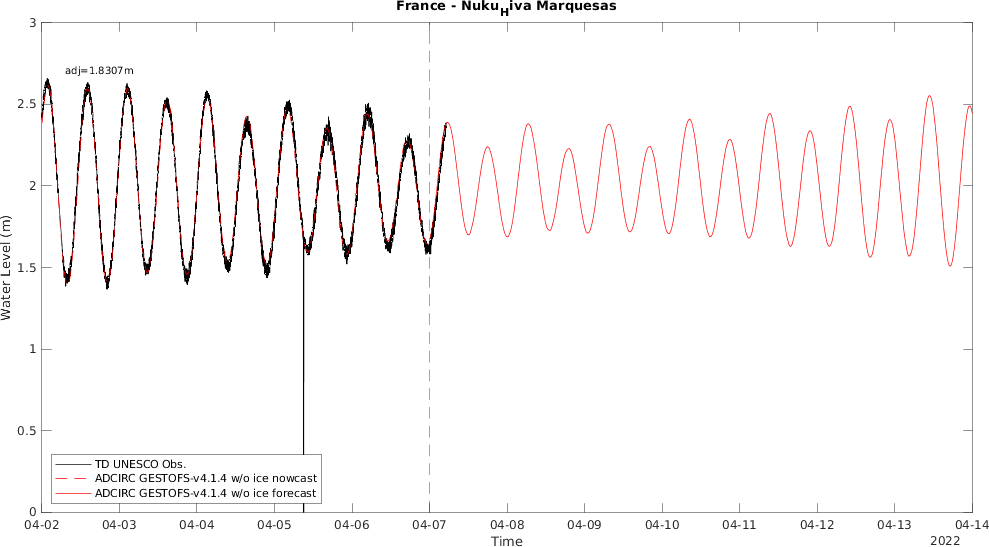 France - Nuku_Hiva Marquesas
adj=1.8307m
3
2.5
2
1.5
1
0.5
0
Water Level (m)
TD UNESCO Obs.
ADCIRC GESTOFS-v4.1.4 w/o ice nowcast
ADCIRC GESTOFS-v4.1.4 w/o ice forecast
04-02 04-03 04-04 04-05 04-06 04-07 04-08 04-09 04-10 04-11 04-12 04-13 04-14
Time
2022